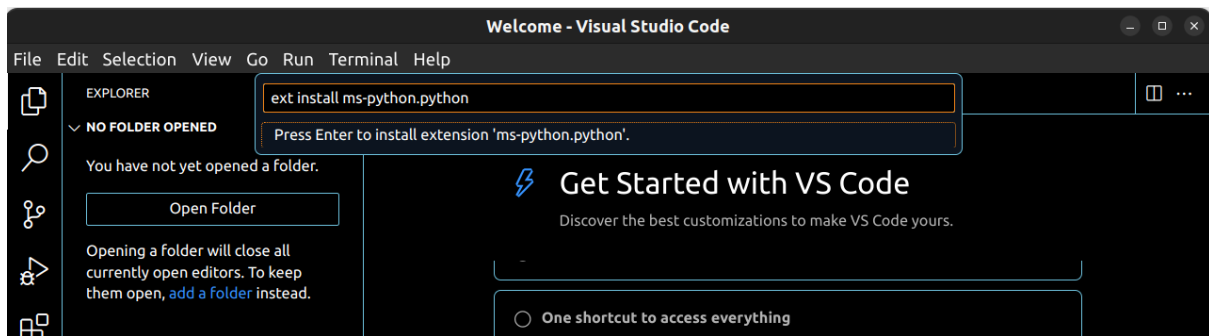 Welcome - Visual Studio Code
File Edit Selection View Go Run Terminal Help
EXPLORER
NO FOLDER OPENED
You have not yet opened a folder.
Open Folder
Opening a folder will close all
currently open editors. To keep
them open, add a folder instead.
ext install ms-python.python
Press Enter to install extension 'ms-python.python'.
Get Started with VS Code
Discover the best customizations to make VS Code yours.
One shortcut to access everything